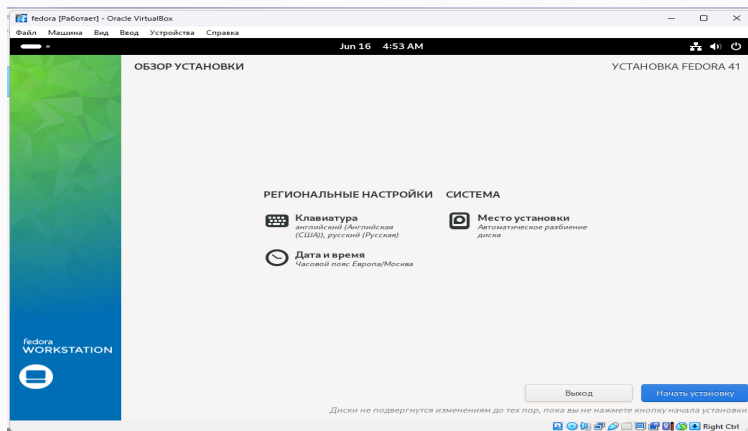 fedora [Работает] - Oracle VirtualBox
Файл Машина Вид Ввод Устройства Справка
Jun 16 4:53 AM
ОБЗОР УСТАНОВКИ
УСТАНОВКА FEDORA 41
РЕГИОНАЛЬНЫЕ НАСТРОЙКИ
Клавиатура
английский (Английская
(США)), русский (Русская)
Дата и время
Часовой пояс Европа/Москва
СИСТЕМА
Место установки
Автоматическое разбиение
диска
fedora
WORKSTATION
Выход
Начать установку
Диски не подвергнутся изменениям до тех пор, пока вы не нажмете кнопку начала установки
Right Ctrl